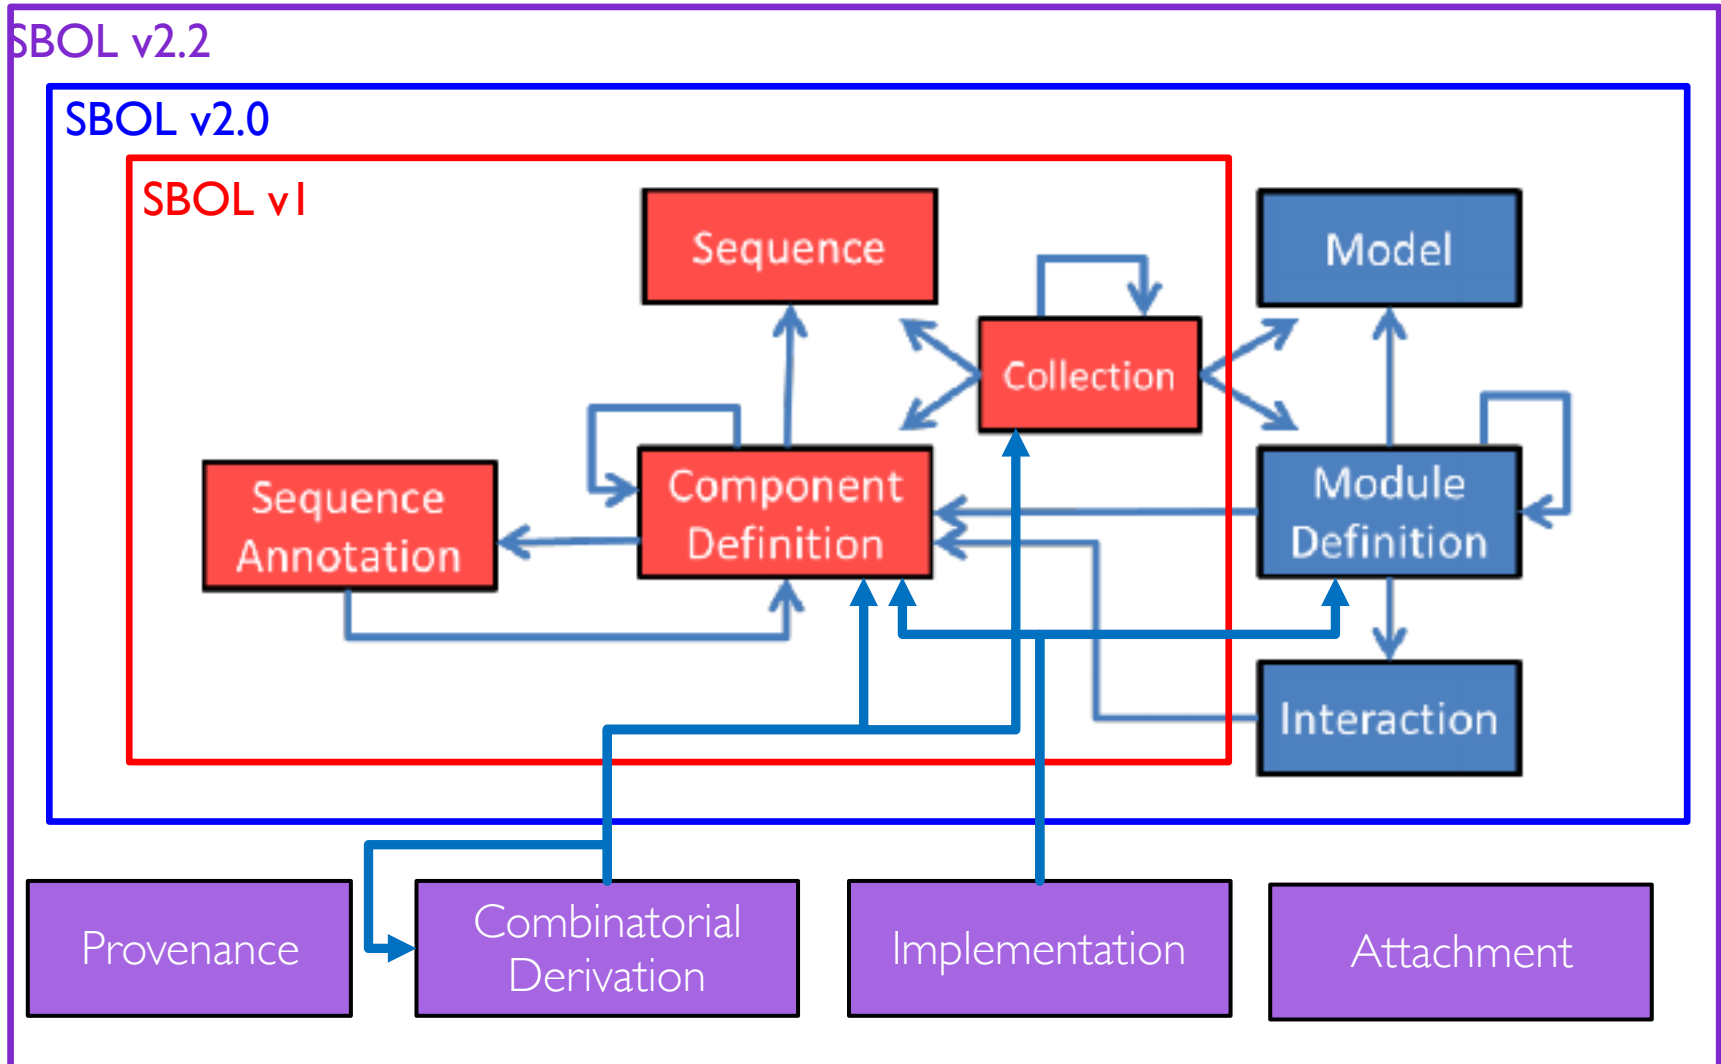 SBOL v2.2
SBOL v2.0
SBOL v1
Sequence
Model
Collection
Sequence
Annotation
Component
Definition
Module
Definition
Interaction
Provenance
Combinatorial
Derivation
Implementation
Attachment